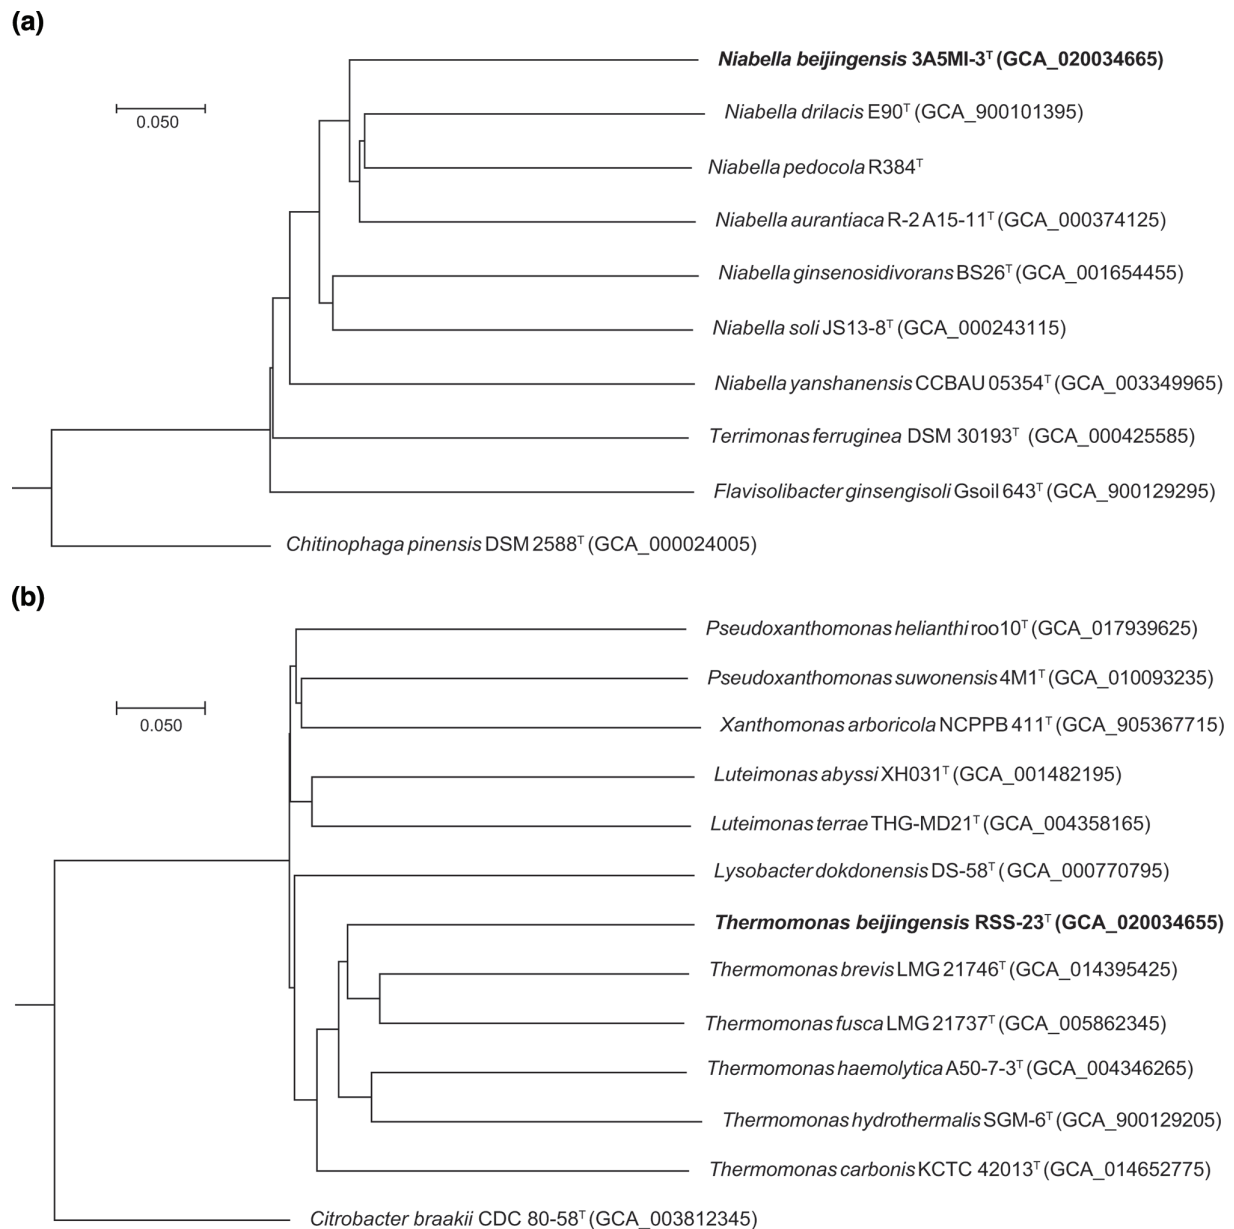 (a)
Niabella beijingensis 3A5MI-3ᵀ (GCA_020034665)
0.050
Niabella drilacis E90ᵀ (GCA_900101395)
Niabella pedocola R384ᵀ
Niabella aurantiaca R-2A15-11ᵀ (GCA_000374125)
Niabella ginsenosidivorans BS26ᵀ (GCA_001654455)
Niabella soli JS13-8ᵀ (GCA_000243115)
Niabella yanshanensis CCBAU 05354ᵀ (GCA_003349965)
Terrimonas ferruginea DSM 30193ᵀ (GCA_000425585)
Flavisolibacter ginsengisoli Gsoil 643ᵀ (GCA_900129295)
Chitinophaga pinensis DSM 2588ᵀ (GCA_000024005)
(b)
Pseudoxanthomonas helianthi roo10ᵀ (GCA_017939625)
Pseudoxanthomonas suwonensis 4M1ᵀ (GCA_010093235)
0.050
Xanthomonas arboricola NCPPB 411ᵀ (GCA_905367715)
Luteimonas abyssi XH031ᵀ (GCA_001482195)
Luteimonas terrae THG-MD21ᵀ (GCA_004358165)
Lysobacter dokdonensis DS-58ᵀ (GCA_000770795)
Thermomonas beijingensis RSS-23ᵀ (GCA_020034655)
Thermomonas brevis LMG 21746ᵀ (GCA_014395425)
Thermomonas fusca LMG 21737ᵀ (GCA_005862345)
Thermomonas haemolytica A50-7-3ᵀ (GCA_004346265)
Thermomonas hydrothermalis SGM-6ᵀ (GCA_900129205)
Thermomonas carbonis KCTC 42013ᵀ (GCA_014652775)
Citrobacter braakii CDC 80-58ᵀ (GCA_003812345)